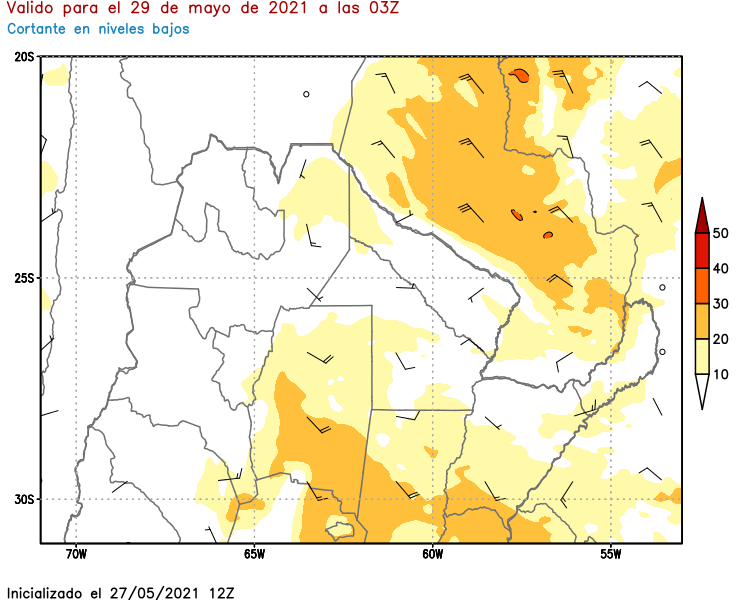 Valido para el 29 de mayo de 2021 a las 03Z
Cortante en niveles bajos
20S
25S
30S
70W
65W
60W
55W
50
40
30
20
10
Inicializado el 27/05/2021 12Z